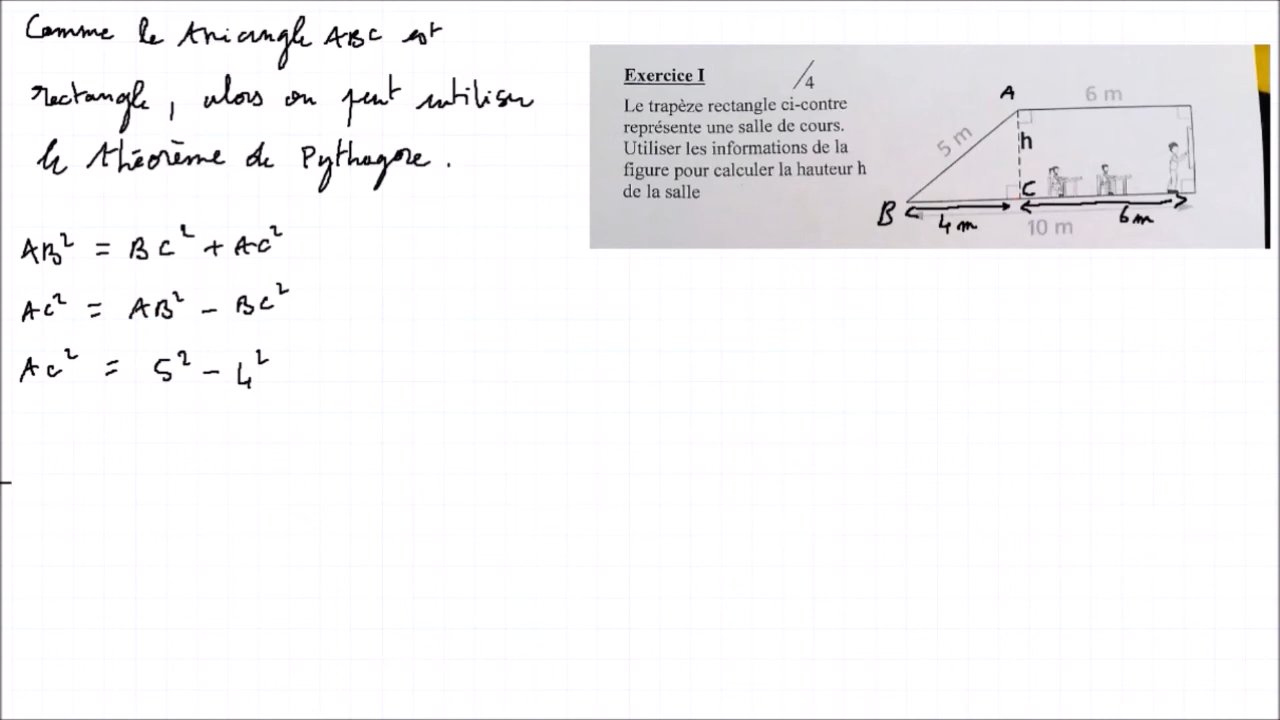 Comme le triangle ABC est
rectangle, alors on peut utiliser
le théorème de Pythagore.
AB² = BC² + AC²
AC² = AB² - BC²
AC² = 5² - 4²
Exercice I
/4
Le trapèze rectangle ci-contre
représente une salle de cours.
Utiliser les informations de la
figure pour calculer la hauteur h
de la salle
A
6 m
5 m
h
C
B
4 m
6 m
10 m